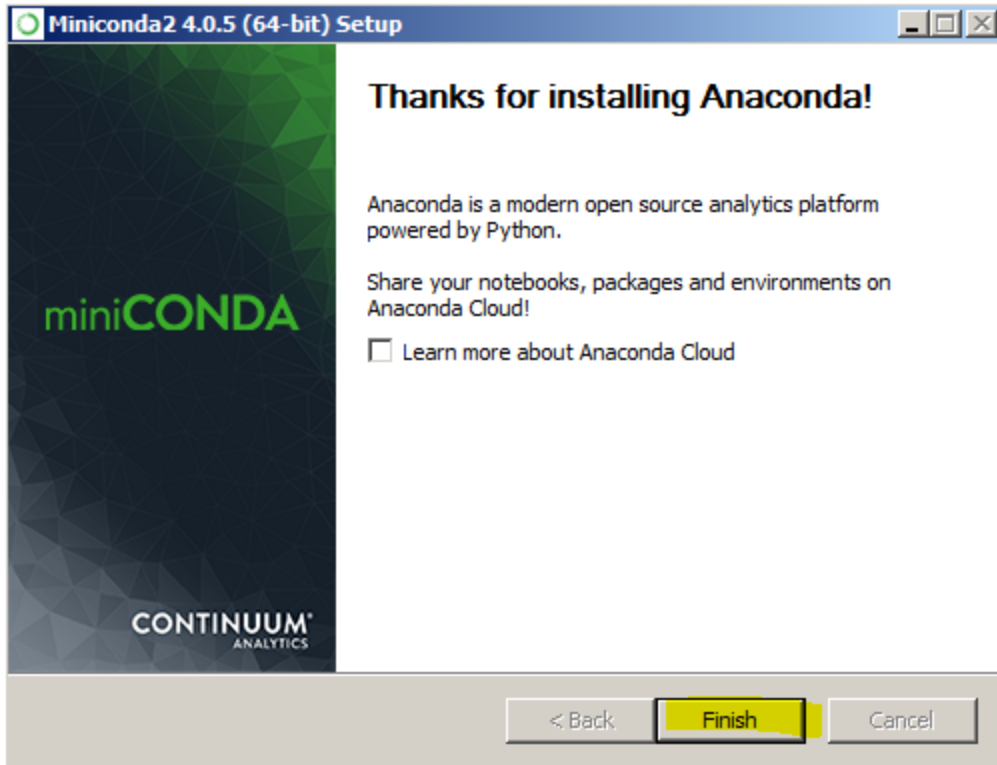 Miniconda2 4.0.5 (64-bit) Setup
Thanks for installing Anaconda!
Anaconda is a modern open source analytics platform
powered by Python.
Share your notebooks, packages and environments on
Anaconda Cloud!
Learn more about Anaconda Cloud
miniCONDA
CONTINUUM®
ANALYTICS
< Back
Finish
Cancel